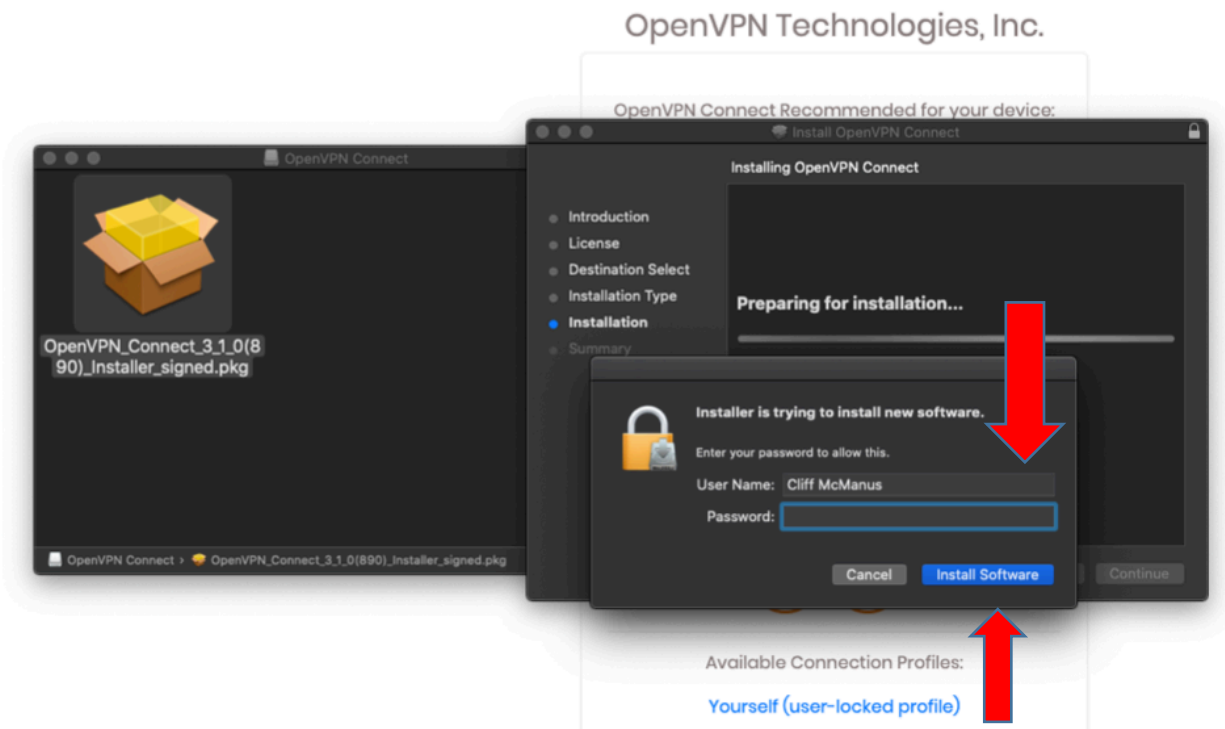 OpenVPN Technologies, Inc.
OpenVPN Connect Recommended for your device:
OpenVPN Connect
OpenVPN_Connect_3_1_0(8
90)_Installer_signed.pkg
OpenVPN Connect › OpenVPN_Connect_3_1_0(890)_Installer_signed.pkg
Install OpenVPN Connect
Installing OpenVPN Connect
Introduction
License
Destination Select
Installation Type
Installation
Summary
Preparing for installation...
Installer is trying to install new software.
Enter your password to allow this.
User Name: Cliff McManus
Password:
Cancel
Install Software
Continue
Available Connection Profiles:
Yourself (user-locked profile)